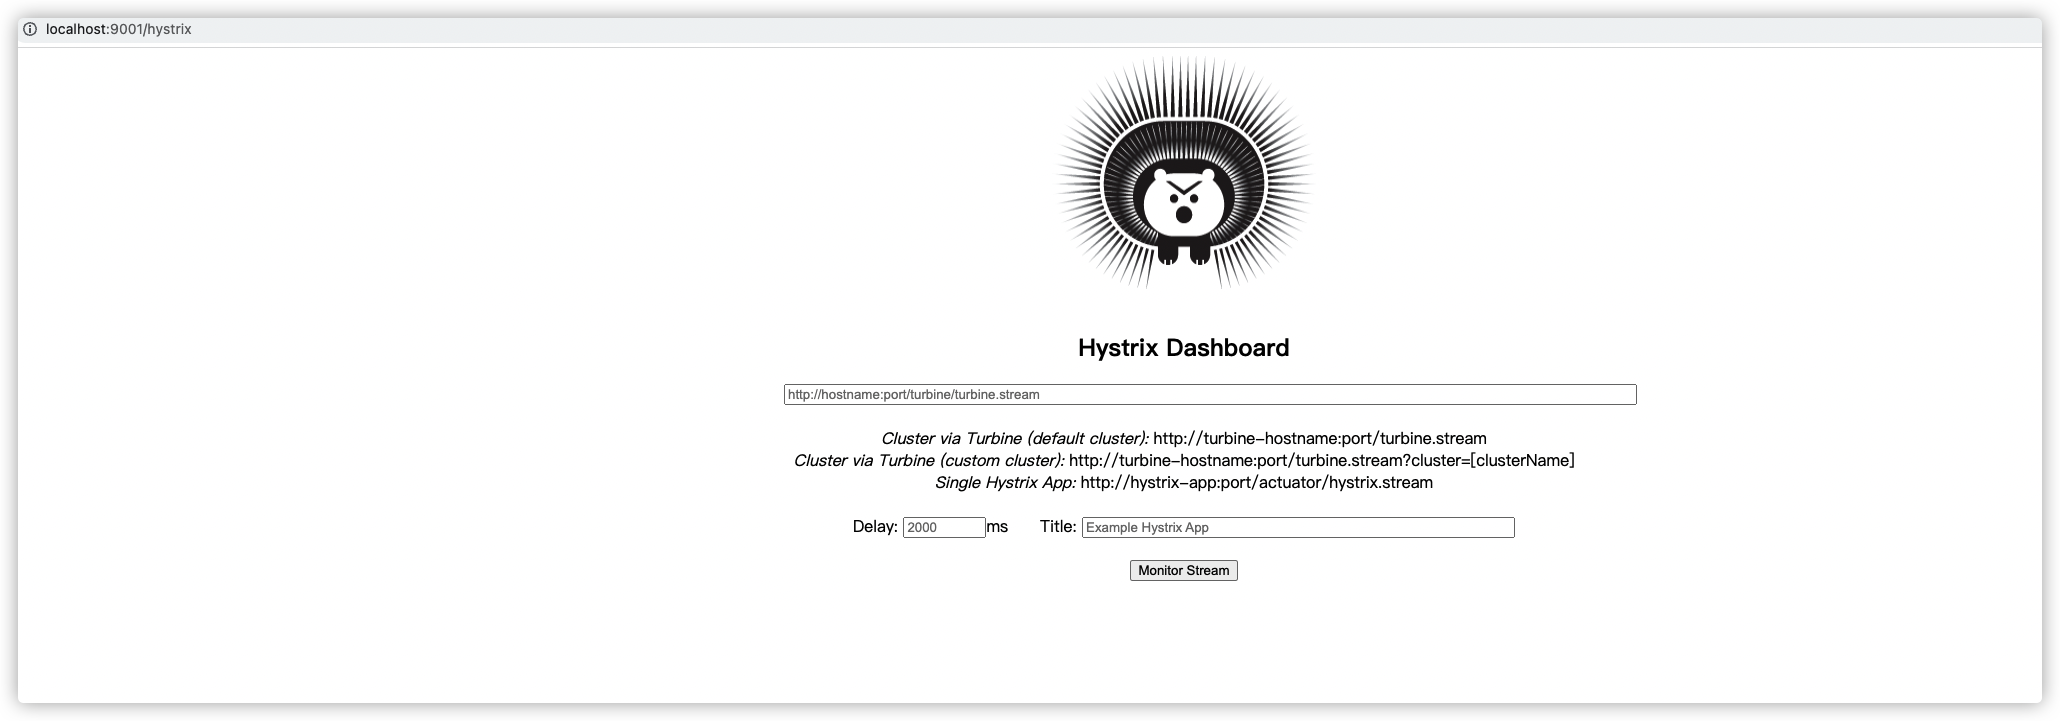 localhost:9001/hystrix
Hystrix Dashboard
http://hostname:port/turbine/turbine.stream
Cluster via Turbine (default cluster): http://turbine-hostname:port/turbine.stream
Cluster via Turbine (custom cluster): http://turbine-hostname:port/turbine.stream?cluster=[clusterName]
Single Hystrix App: http://hystrix-app:port/actuator/hystrix.stream
Delay: 2000 ms Title: Example Hystrix App
Monitor Stream